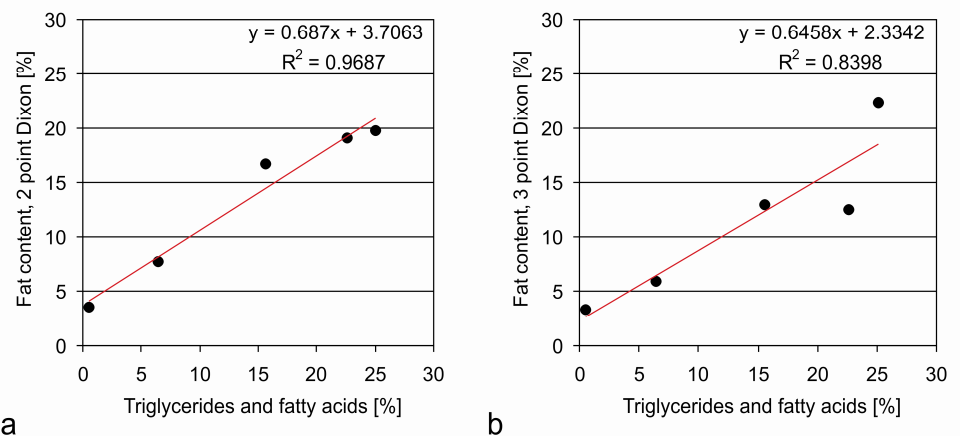 y = 0.687x + 3.7063
R² = 0.9687
Fat content, 2 point Dixon [%]
30
25
20
15
10
5
0
0 5 10 15 20 25 30
Triglycerides and fatty acids [%]
a
y = 0.6458x + 2.3342
R² = 0.8398
Fat content, 3 point Dixon [%]
30
25
20
15
10
5
0
0 5 10 15 20 25 30
Triglycerides and fatty acids [%]
b